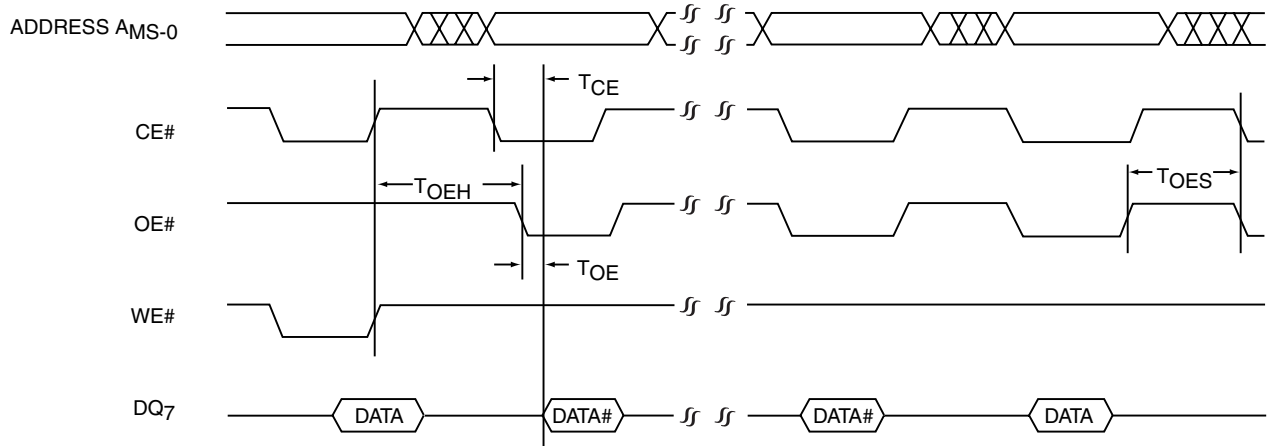 ADDRESS AMS-0
TCE
CE#
TOEH
TOES
OE#
TOE
WE#
DQ7
DATA DATA# DATA# DATA